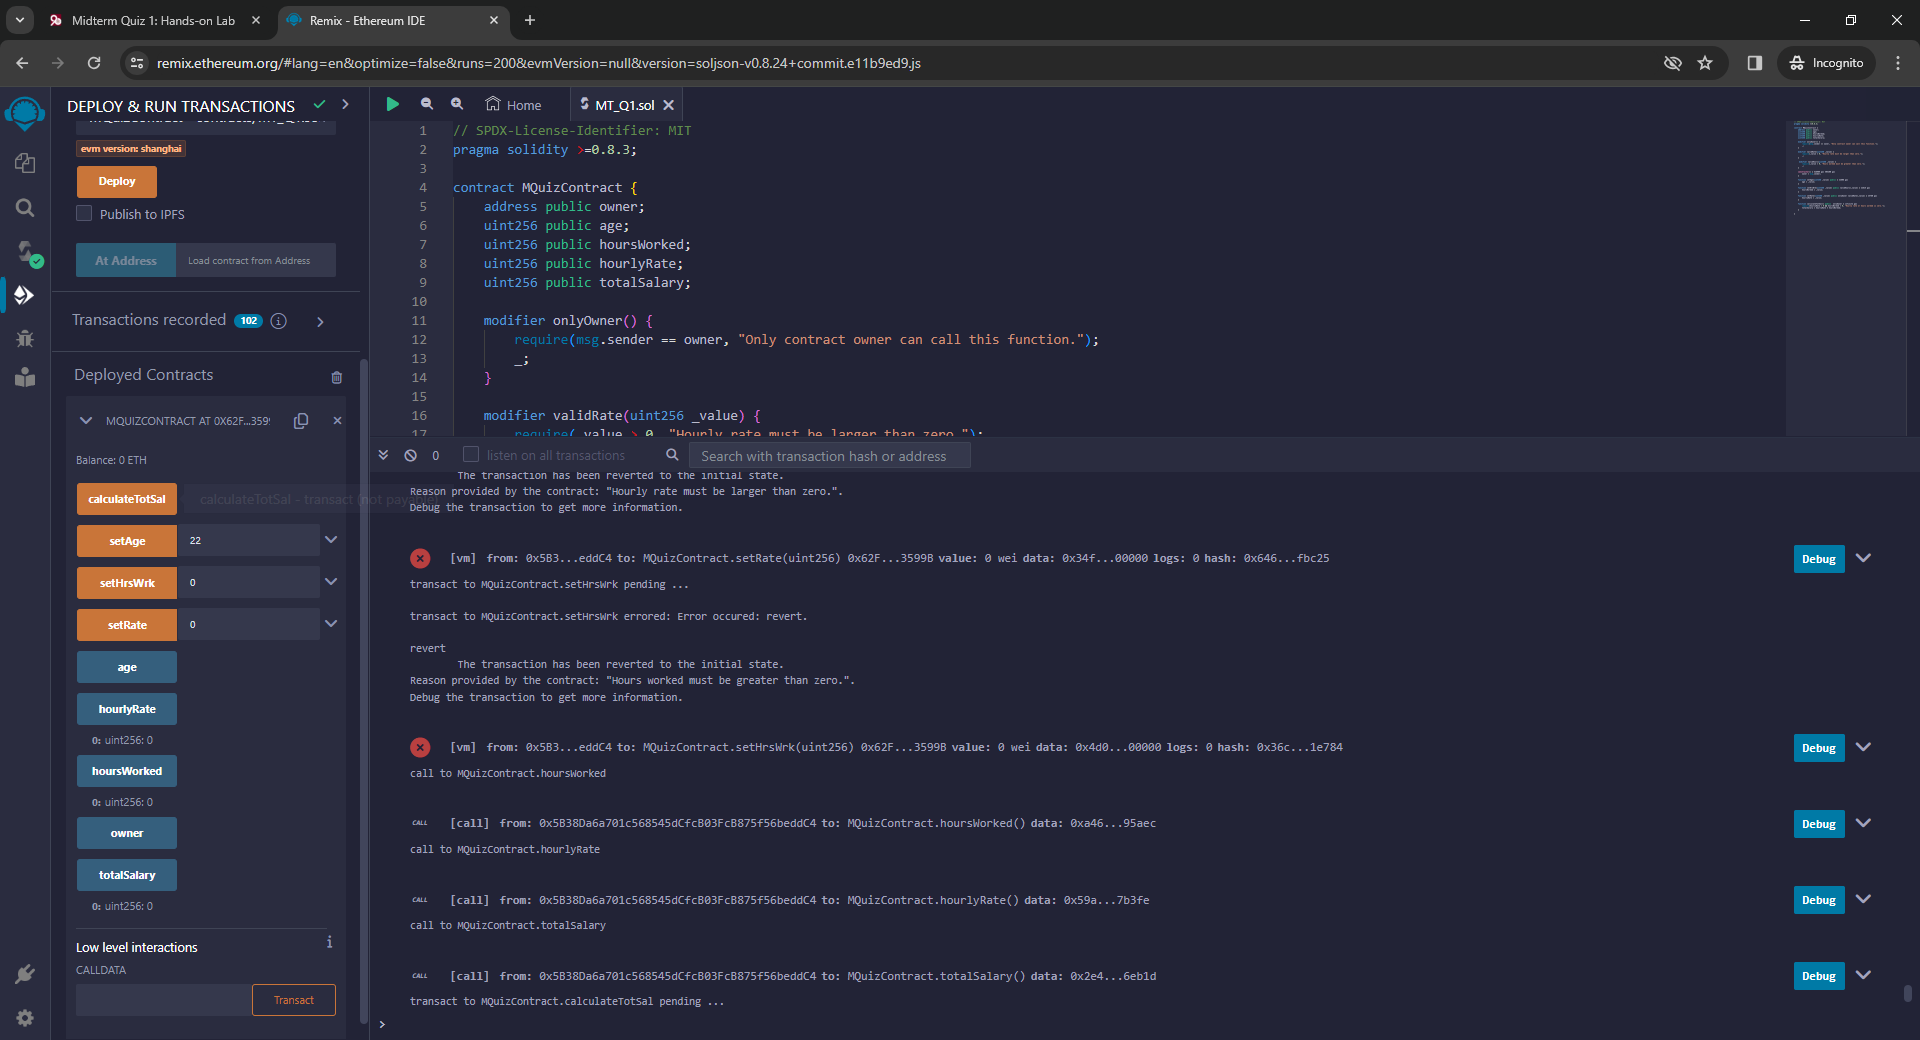 Midterm Quiz 1: Hands-on Lab
Remix - Ethereum IDE
remix.ethereum.org/#lang=en&optimize=false&runs=200&evmVersion=null&version=soljson-v0.8.24+commit.e11b9ed9.js
Incognito
DEPLOY & RUN TRANSACTIONS
evm version: shanghai
Deploy
Publish to IPFS
At Address
Load contract from Address
Transactions recorded 102
Deployed Contracts
MQUIZCONTRACT AT 0X62F...3599
Balance: 0 ETH
calculateTotSal
calculateTotSal - transact (not payable)
setAge 22
setHrsWrk 0
setRate 0
age
hourlyRate
0: uint256: 0
hoursWorked
0: uint256: 0
owner
totalSalary
0: uint256: 0
Low level interactions
CALLDATA
Transact
Home
MT_Q1.sol
1 // SPDX-License-Identifier: MIT
2 pragma solidity >=0.8.3;
3
4 contract MQuizContract {
5 address public owner;
6 uint256 public age;
7 uint256 public hoursWorked;
8 uint256 public hourlyRate;
9 uint256 public totalSalary;
10
11 modifier onlyOwner() {
12 require(msg.sender == owner, "Only contract owner can call this function.");
13 _;
14 }
15
16 modifier validRate(uint256 _value) {
17 require(_value > 0, "Hourly rate must be larger than zero.");
0
listen on all transactions
Search with transaction hash or address
The transaction has been reverted to the initial state.
Reason provided by the contract: "Hourly rate must be larger than zero.".
Debug the transaction to get more information.
[vm] from: 0x5B3...eddC4 to: MQuizContract.setRate(uint256) 0x62F...3599B value: 0 wei data: 0x34f...00000 logs: 0 hash: 0x646...fbc25
Debug
transact to MQuizContract.setHrsWrk pending ...
transact to MQuizContract.setHrsWrk errored: Error occured: revert.
revert
The transaction has been reverted to the initial state.
Reason provided by the contract: "Hours worked must be greater than zero.".
Debug the transaction to get more information.
[vm] from: 0x5B3...eddC4 to: MQuizContract.setHrsWrk(uint256) 0x62F...3599B value: 0 wei data: 0x4d0...00000 logs: 0 hash: 0x36c...1e784
Debug
call to MQuizContract.hoursWorked
CALL [call] from: 0x5B38Da6a701c568545dCfcB03FcB875f56beddC4 to: MQuizContract.hoursWorked() data: 0xa46...95aec
Debug
call to MQuizContract.hourlyRate
CALL [call] from: 0x5B38Da6a701c568545dCfcB03FcB875f56beddC4 to: MQuizContract.hourlyRate() data: 0x59a...7b3fe
Debug
call to MQuizContract.totalSalary
CALL [call] from: 0x5B38Da6a701c568545dCfcB03FcB875f56beddC4 to: MQuizContract.totalSalary() data: 0x2e4...6eb1d
Debug
transact to MQuizContract.calculateTotSal pending ...
>